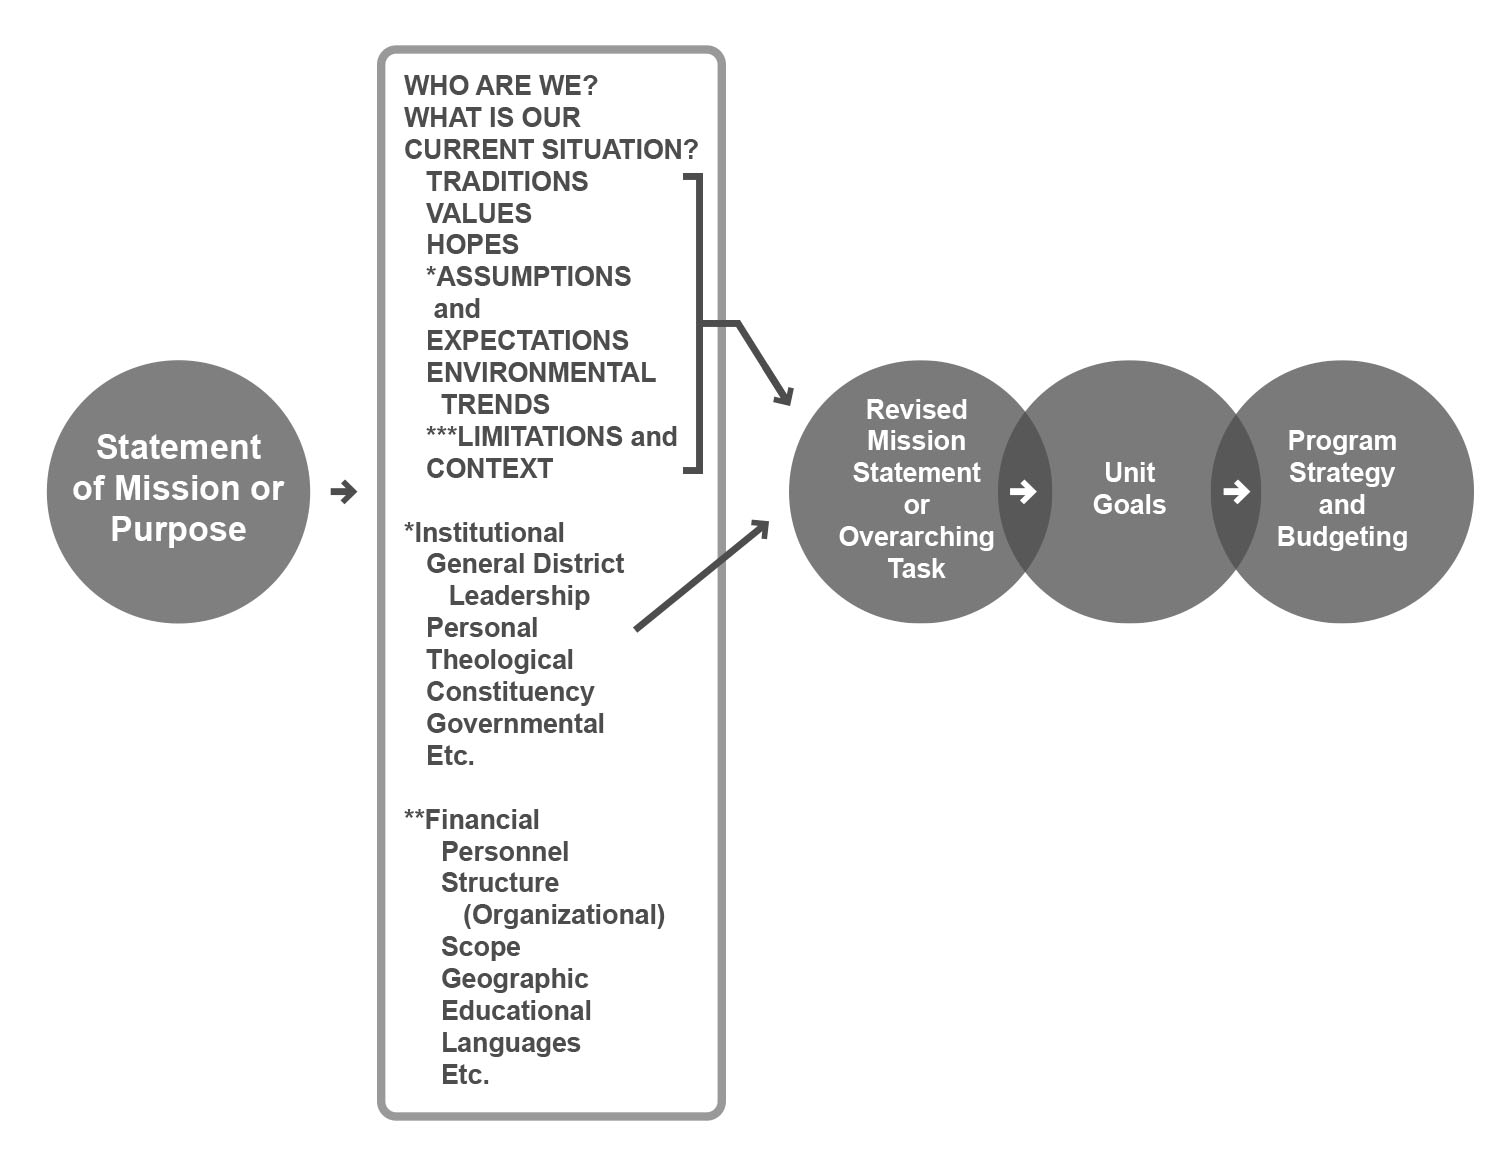 Statement
of Mission or
Purpose
WHO ARE WE?
WHAT IS OUR
CURRENT SITUATION?
TRADITIONS
VALUES
HOPES
*ASSUMPTIONS
and
EXPECTATIONS
ENVIRONMENTAL
TRENDS
***LIMITATIONS and
CONTEXT
*Institutional
General District
Leadership
Personal
Theological
Constituency
Governmental
Etc.
**Financial
Personnel
Structure
(Organizational)
Scope
Geographic
Educational
Languages
Etc.
Revised
Mission
Statement
or
Overarching
Task
Unit
Goals
Program
Strategy
and
Budgeting